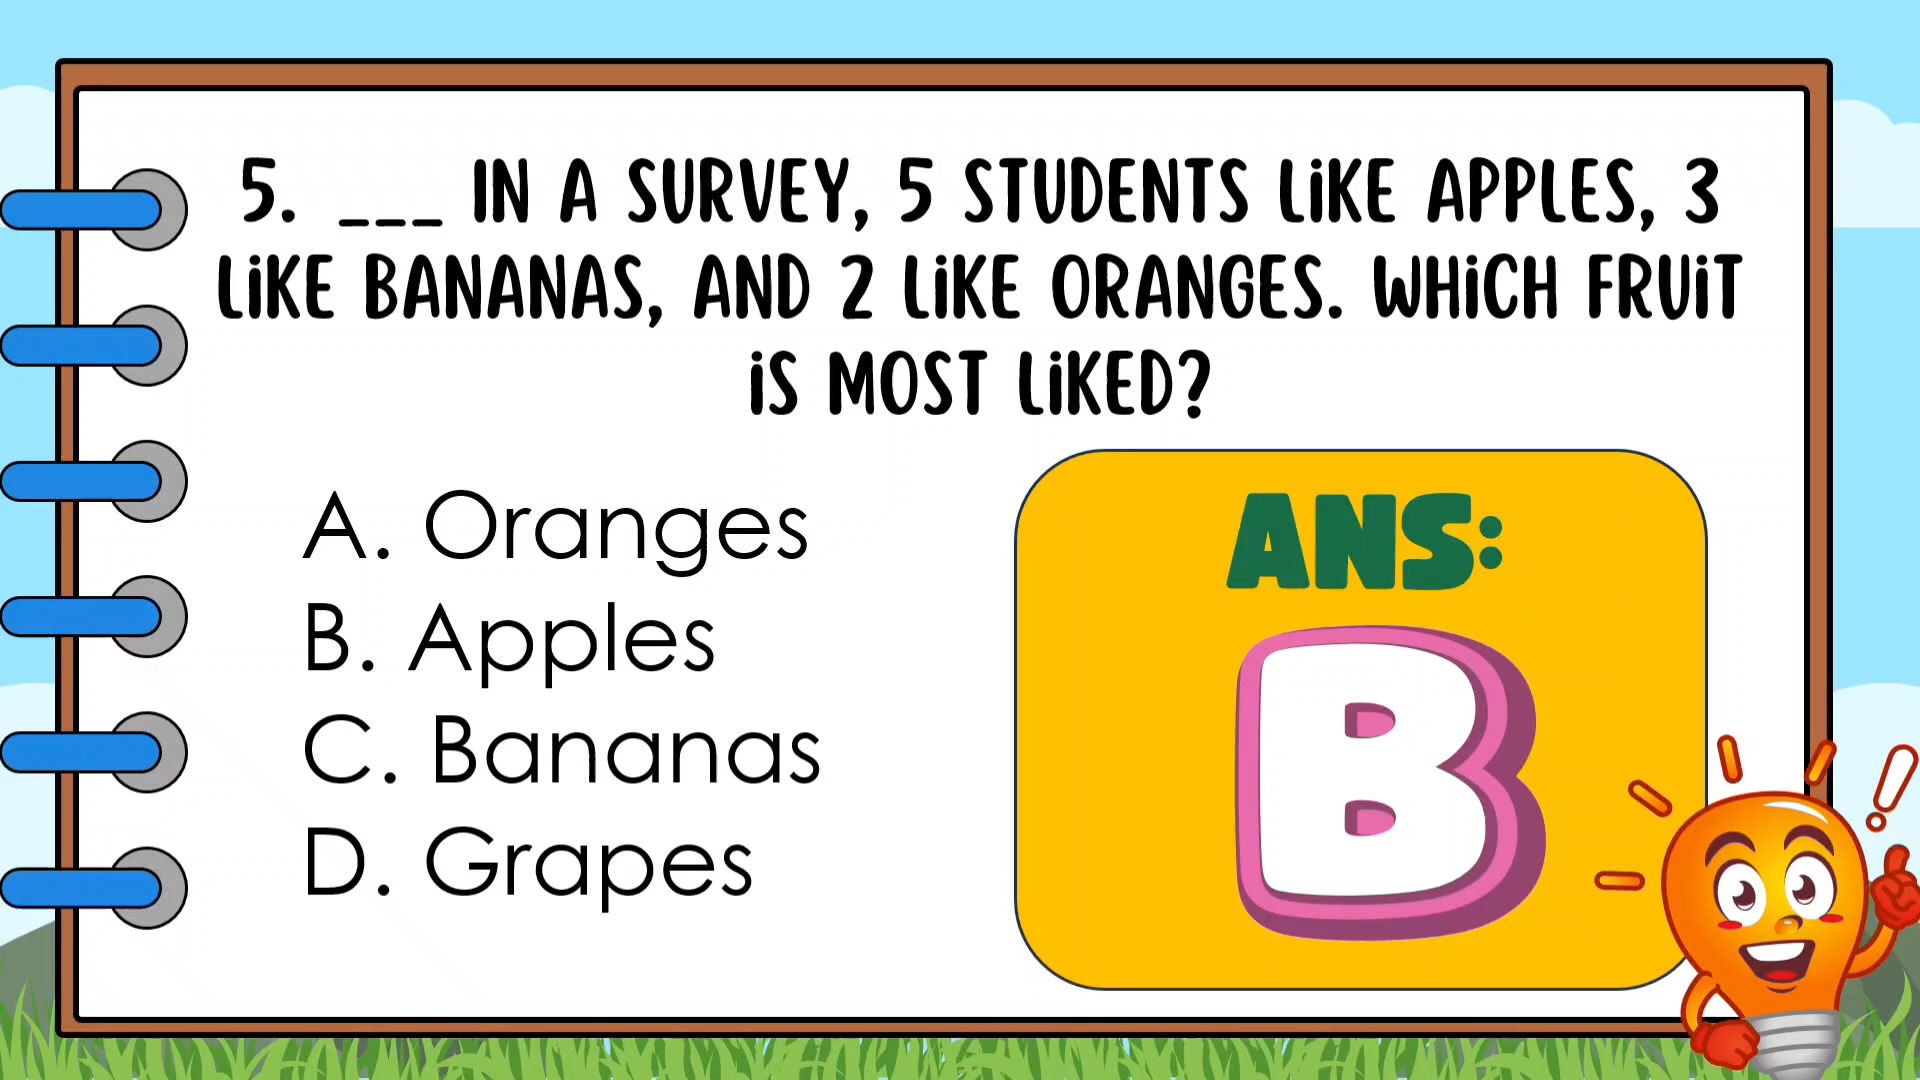 5. ___ IN A SURVEY, 5 STUDENTS LIKE APPLES, 3
LIKE BANANAS, AND 2 LIKE ORANGES. WHICH FRUIT
IS MOST LIKED?
A. Oranges
B. Apples
C. Bananas
D. Grapes
ANS:
B